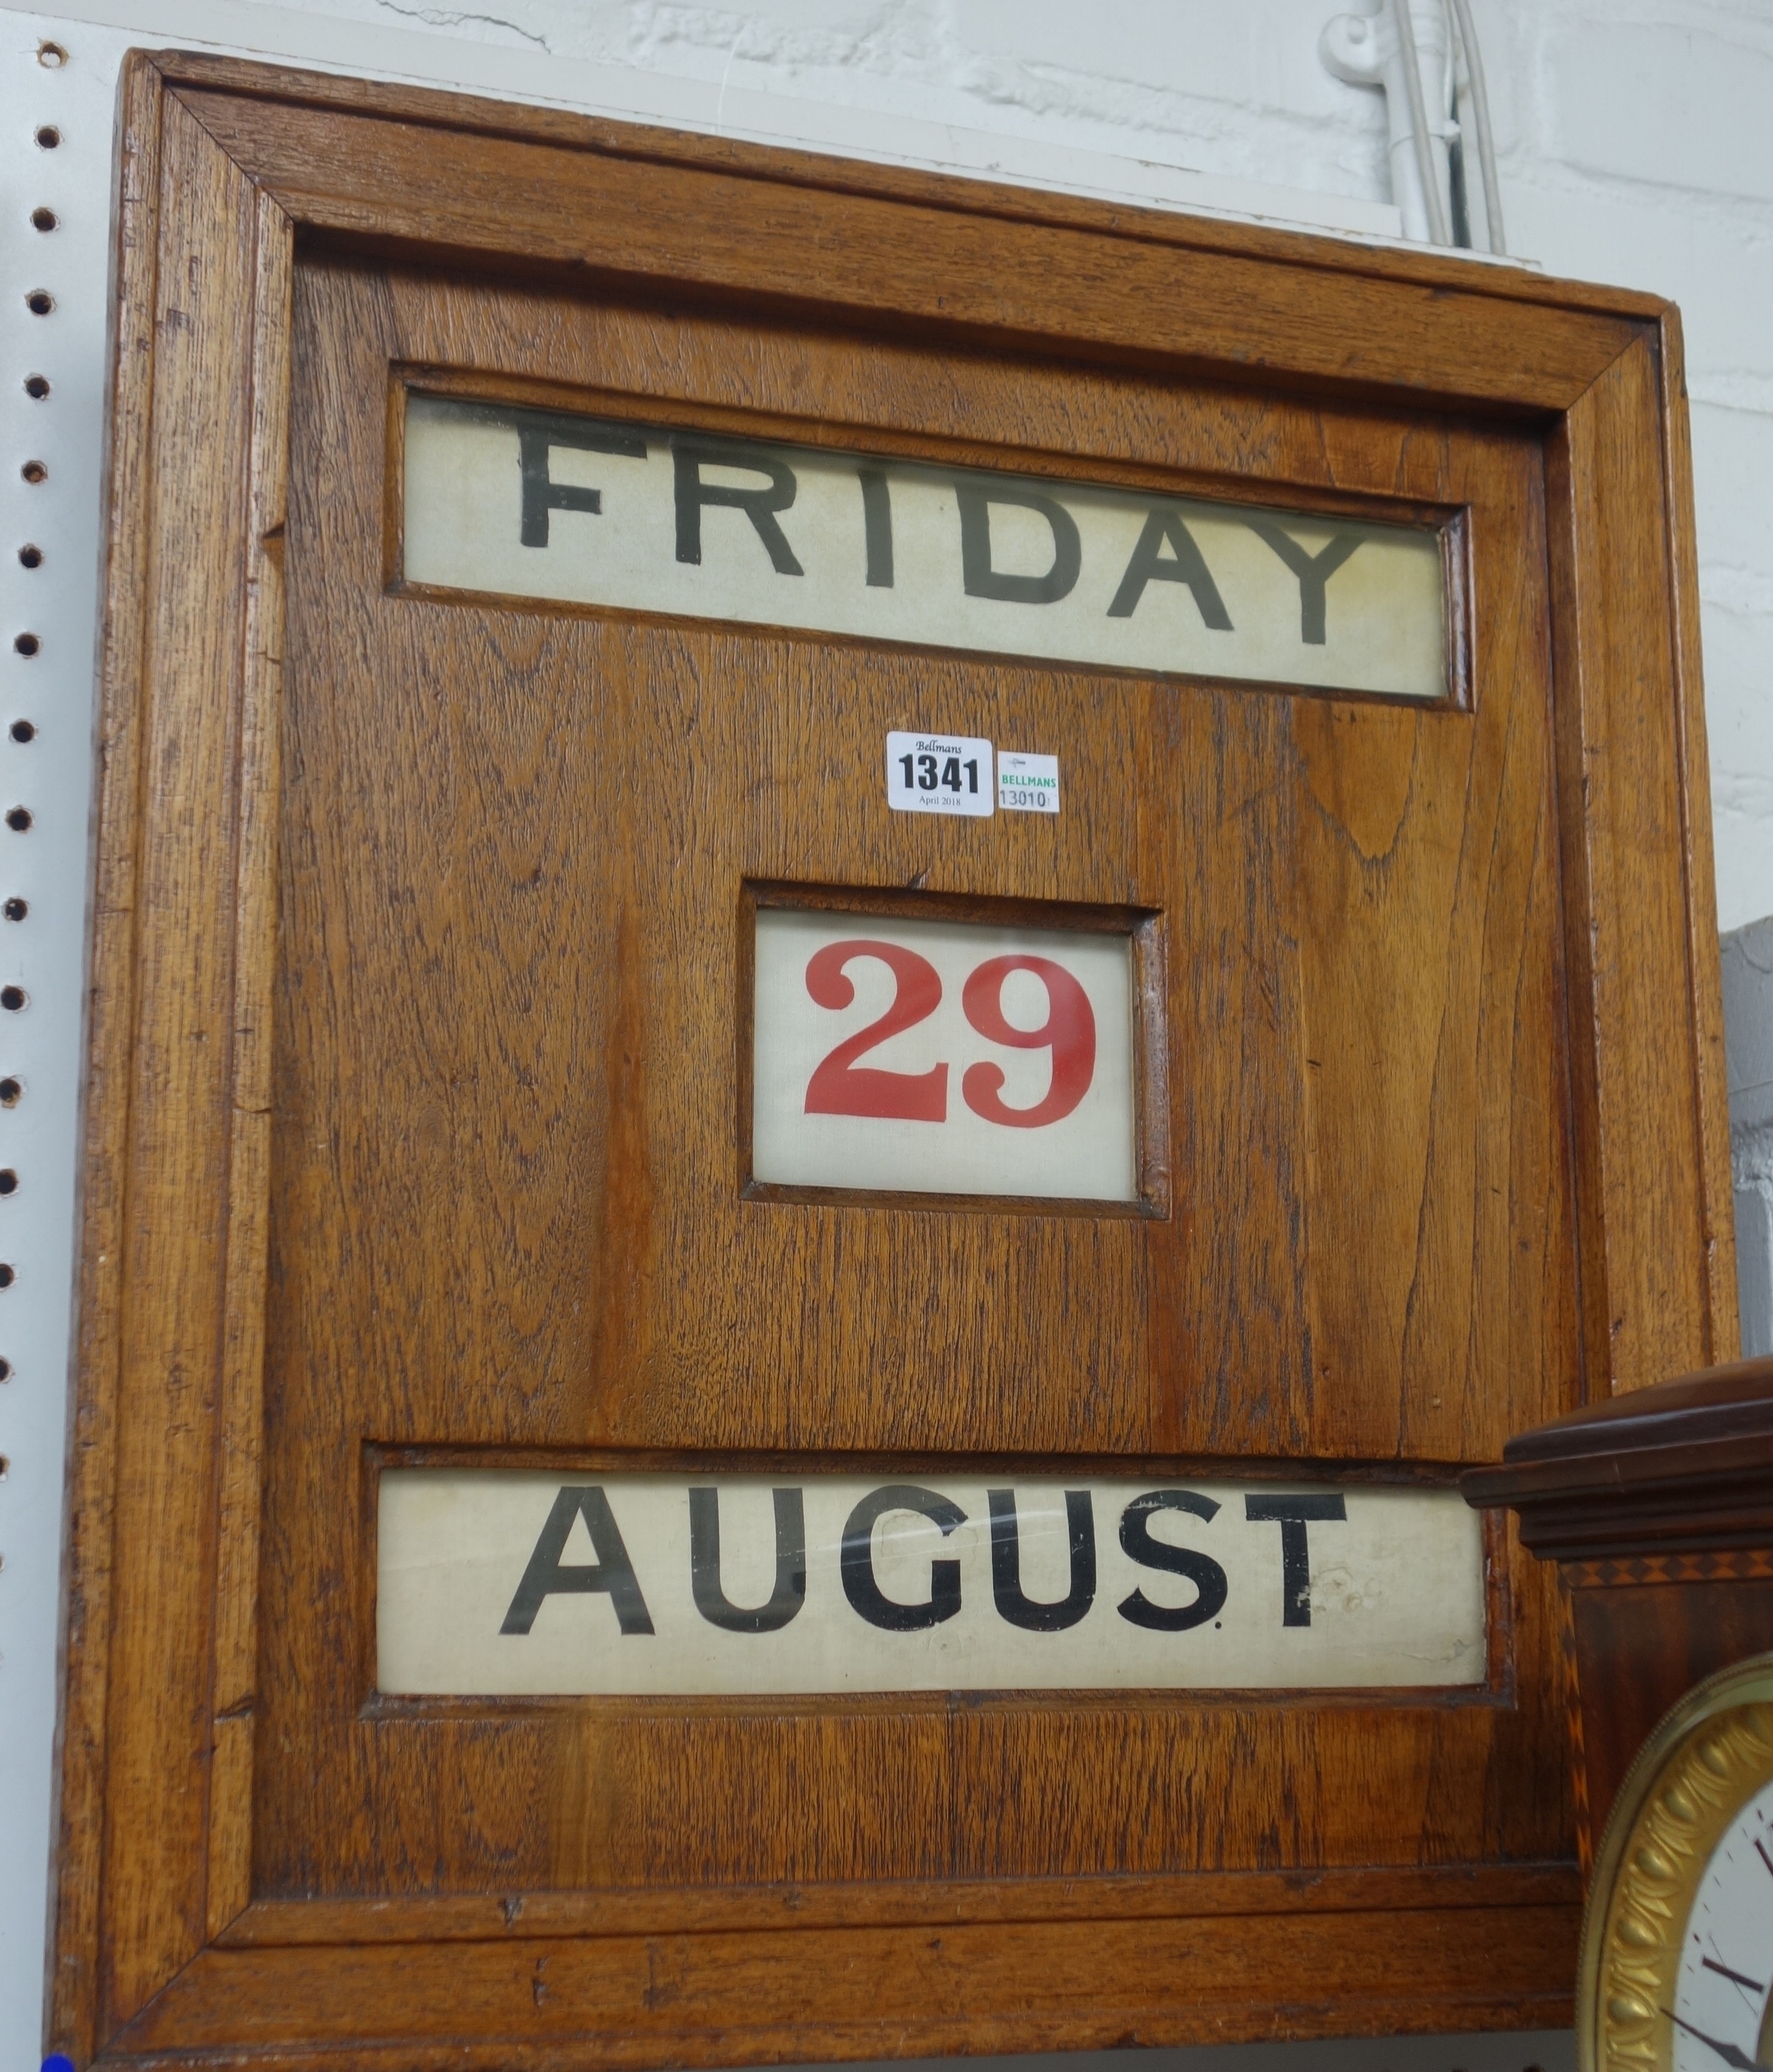 FRIDAY
Bellmans
1341
April 2018
BELLMANS
13010
29
AUGUST
X